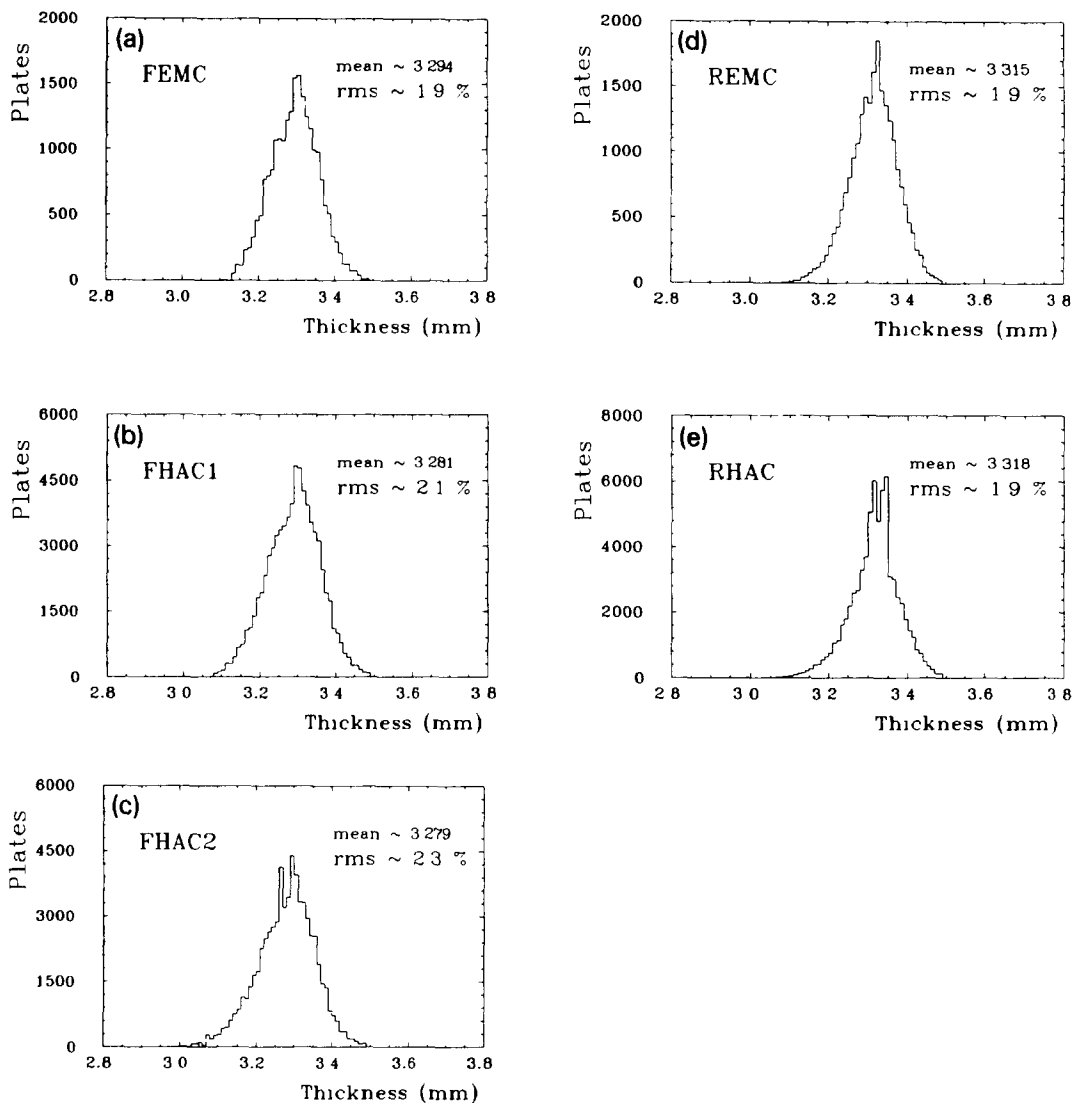 (a)
FEMC
mean ~ 3 294
rms ~ 1 9 %
Plates
2000
1500
1000
500
0
2.8 3.0 3.2 3.4 3.6 3.8
Thickness (mm)
(d)
REMC
mean ~ 3 315
rms ~ 1 9 %
Plates
2000
1500
1000
500
0
2.8 3.0 3 2 3 4 3.6 3 8
Thickness (mm)
(b)
FHAC1
mean ~ 3 281
rms ~ 2 1 %
Plates
6000
4500
3000
1500
0
2.8 3.0 3.2 3.4 3.6 3.8
Thickness (mm)
(e)
RHAC
mean ~ 3 318
rms ~ 1 9 %
Plates
8000
6000
4000
2000
0
2 8 3 0 3 2 3 4 3.6 3 8
Thickness (mm)
(c)
FHAC2
mean ~ 3 279
rms ~ 2 3 %
Plates
6000
4500
3000
1500
0
2 8 3 0 3 2 3 4 3.6 3.8
Thickness (mm)